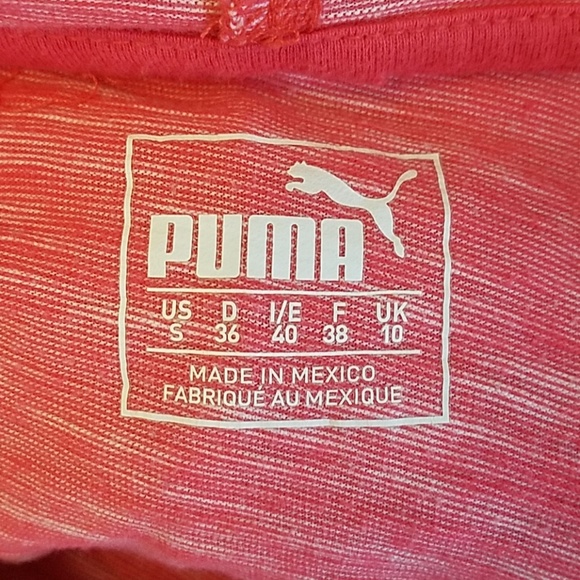 PUMA
US D I/E F UK
S 36 40 38 10
MADE IN MEXICO
FABRIQUÉ AU MEXIQUE